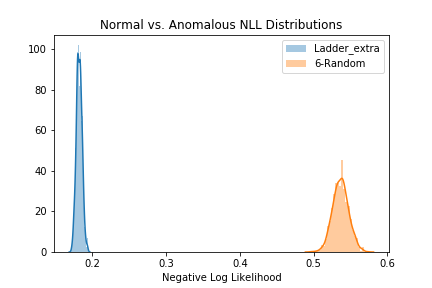 Normal vs. Anomalous NLL Distributions
Ladder_extra
6-Random
100
80
60
40
20
0
0.2 0.3 0.4 0.5 0.6
Negative Log Likelihood